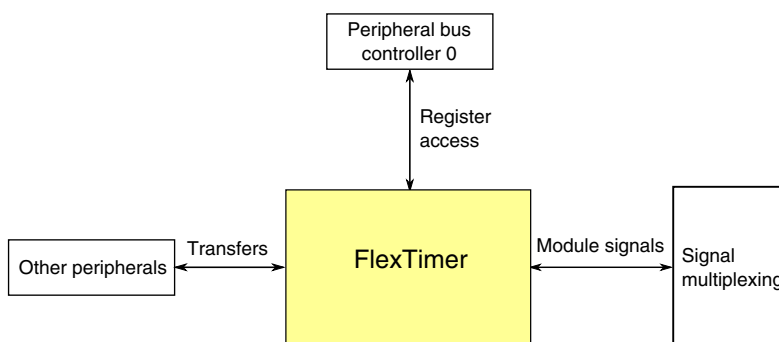 Peripheral bus
controller 0
Register
access
Other peripherals
Transfers
FlexTimer
Module signals
Signal
multiplexing